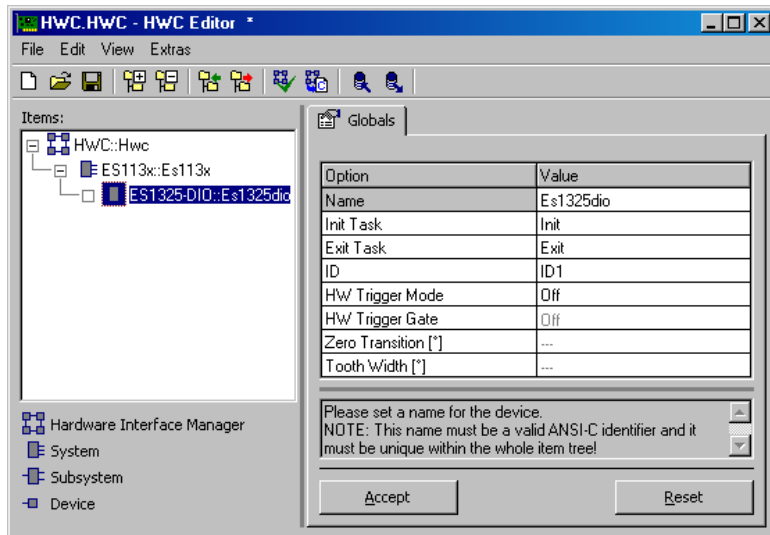 HWC.HWC - HWC Editor *
File Edit View Extras
Items:
HWC::Hwc
ES113x::Es113x
ES1325-DIO::Es1325dio
Hardware Interface Manager
System
Subsystem
Device
Globals
Option Value
Name Es1325dio
Init Task Init
Exit Task Exit
ID ID1
HW Trigger Mode Off
HW Trigger Gate Off
Zero Transition [°] ---
Tooth Width [°] ---
Please set a name for the device.
NOTE: This name must be a valid ANSI-C identifier and it
must be unique within the whole item tree!
Accept Reset